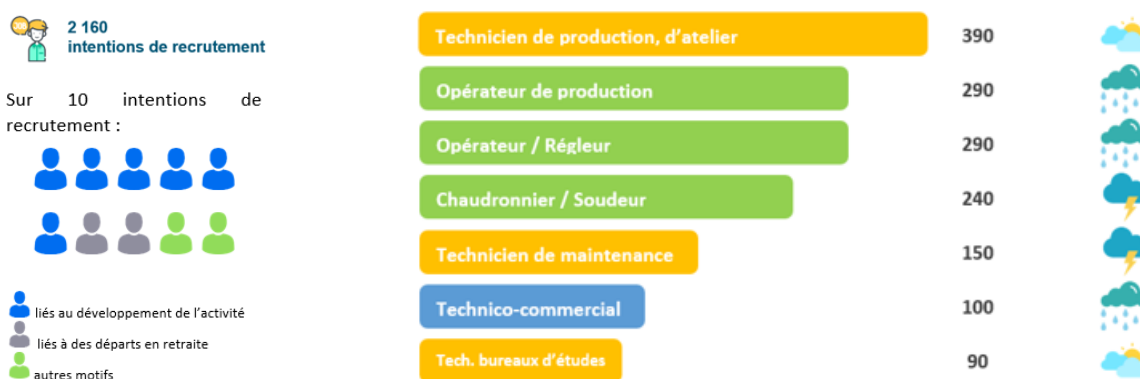 2 160
intentions de recrutement
Sur 10 intentions de
recrutement :
liés au développement de l'activité
liés à des départs en retraite
autres motifs
Technicien de production, d'atelier 390
Opérateur de production 290
Opérateur / Régleur 290
Chaudronnier / Soudeur 240
Technicien de maintenance 150
Technico-commercial 100
Tech. bureaux d'études 90